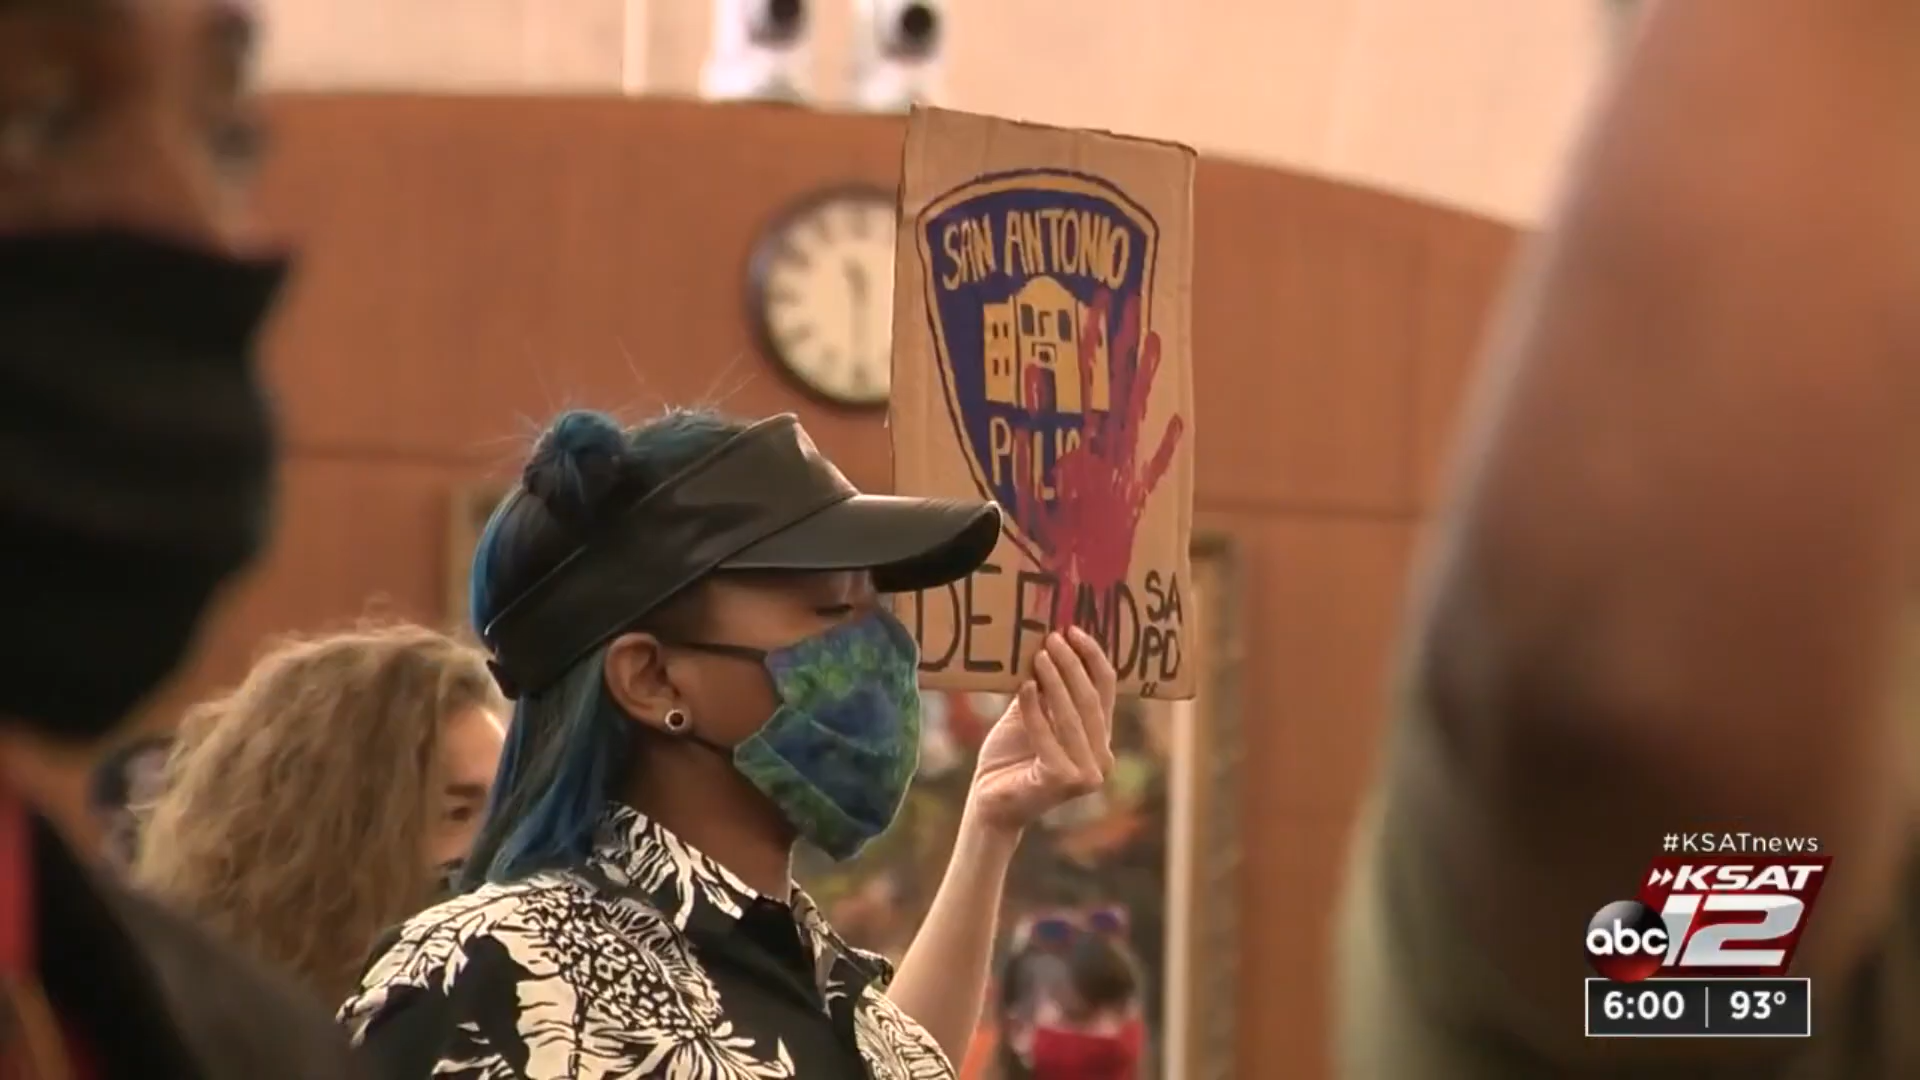 SAN ANTONIO
POLIC
DEFUND
SA
PD
#KSATnews
KSAT
abc
12
6:00 93°